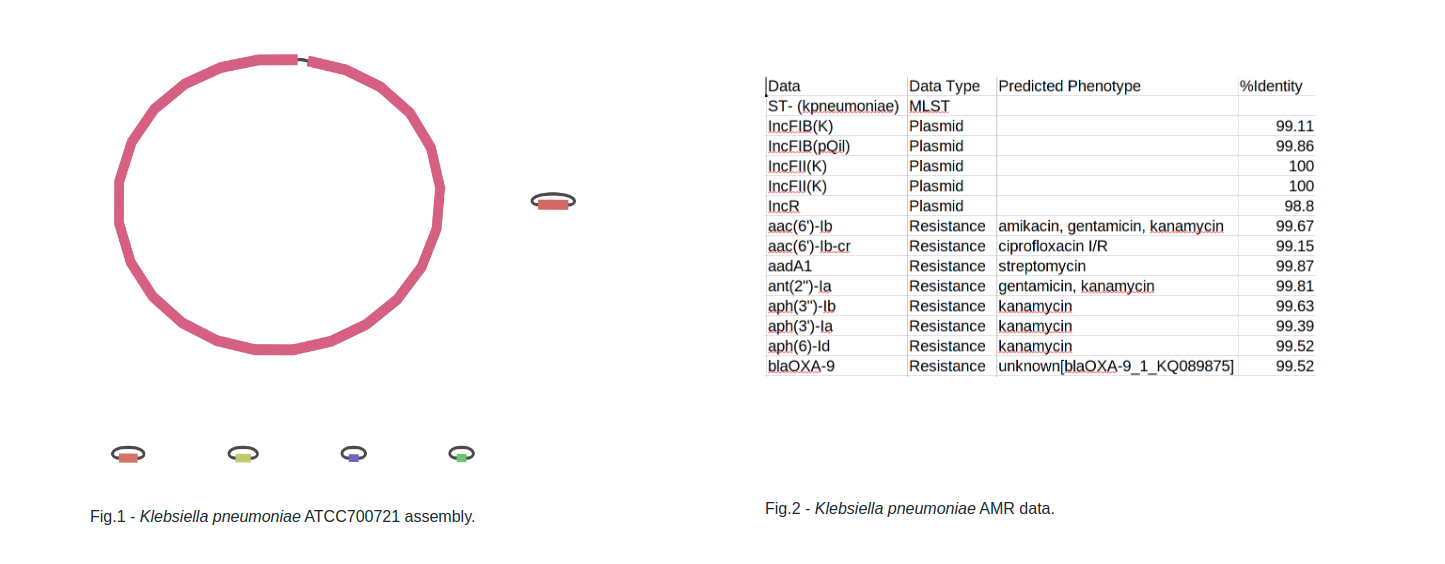 Data Data Type Predicted Phenotype %Identity
ST- (kpneumoniae) MLST
IncFIB(K) Plasmid 99.11
IncFIB(pQil) Plasmid 99.86
IncFII(K) Plasmid 100
IncFII(K) Plasmid 100
IncR Plasmid 98.8
aac(6')-Ib Resistance amikacin, gentamicin, kanamycin 99.67
aac(6')-Ib-cr Resistance ciprofloxacin I/R 99.15
aadA1 Resistance streptomycin 99.87
ant(2")-Ia Resistance gentamicin, kanamycin 99.81
aph(3")-Ib Resistance kanamycin 99.63
aph(3')-Ia Resistance kanamycin 99.39
aph(6)-Id Resistance kanamycin 99.52
blaOXA-9 Resistance unknown[blaOXA-9_1_KQ089875] 99.52
Fig.1 - Klebsiella pneumoniae ATCC700721 assembly.
Fig.2 - Klebsiella pneumoniae AMR data.